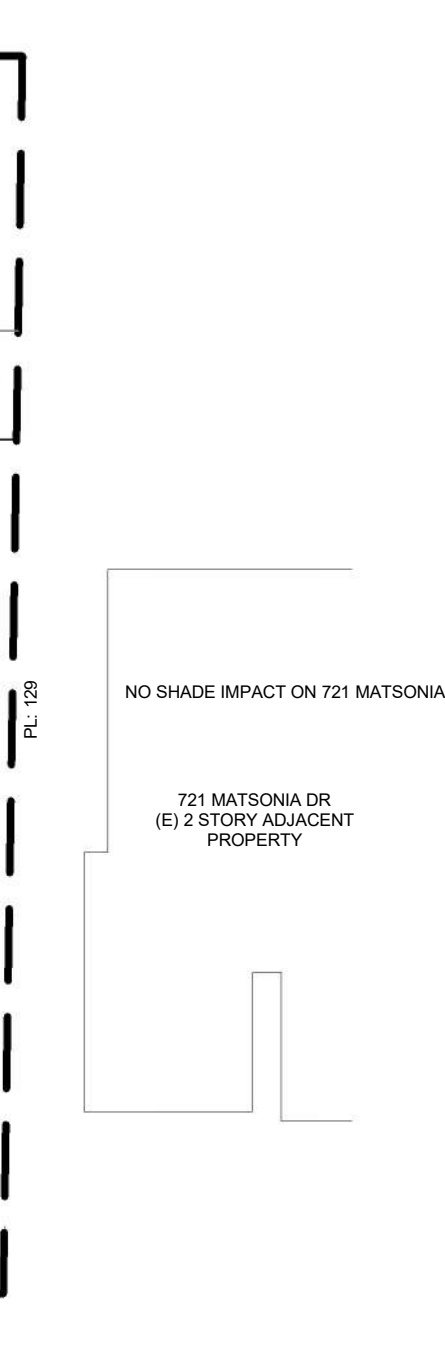 PL: 129
NO SHADE IMPACT ON 721 MATSONIA
721 MATSONIA DR
(E) 2 STORY ADJACENT
PROPERTY